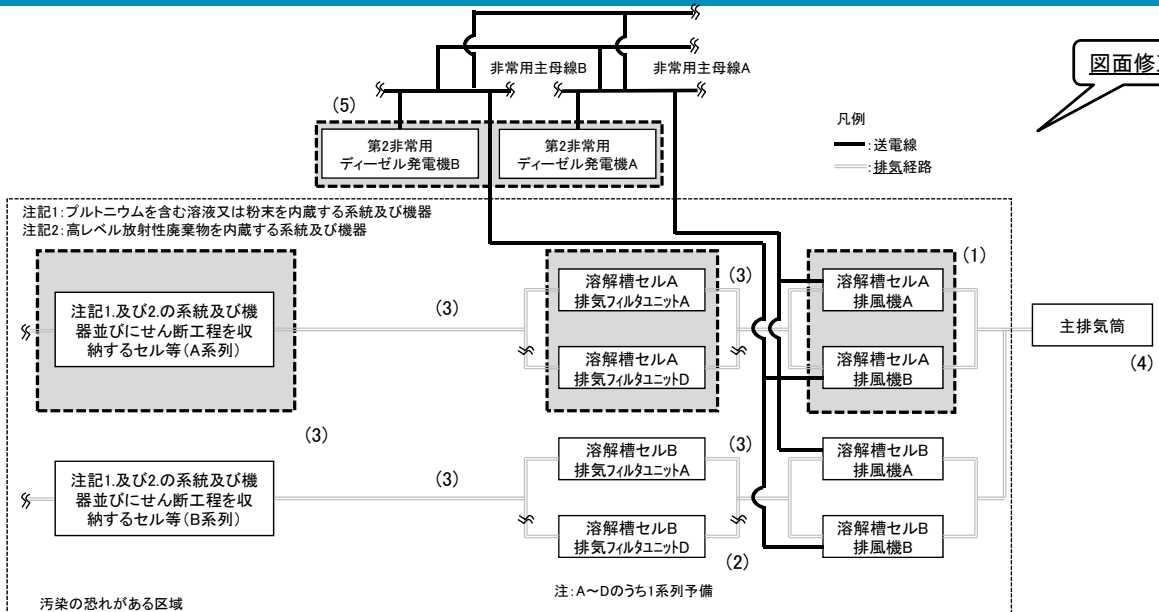 非常用主母線B
非常用主母線A
図面修
(5)
第2非常用
ディーゼル発電機B
第2非常用
ディーゼル発電機A
凡例
:送電線
:排気経路
注記1:プルトニウムを含む溶液又は粉末を内蔵する系統及び機器
注記2:高レベル放射性廃棄物を内蔵する系統及び機器
(1)
(3)
(3)
注記1.及び2.の系統及び機
器並びにせん断工程を収
納するセル等(A系列)
溶解槽セルA
排気フィルタユニットA
溶解槽セルA
排風機A
溶解槽セルA
排気フィルタユニットD
溶解槽セルA
排風機B
主排気筒
(4)
(3)
(3)
(3)
注記1.及び2.の系統及び機
器並びにせん断工程を収
納するセル等(B系列)
溶解槽セルB
排気フィルタユニットA
溶解槽セルB
排風機A
溶解槽セルB
排気フィルタユニットD
溶解槽セルB
排風機B
(2)
注:A~Dのうち1系列予備
汚染の恐れがある区域